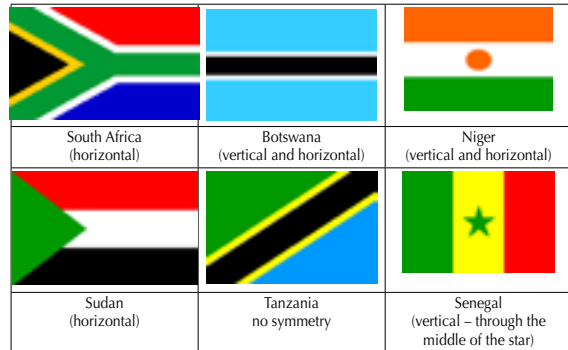 South Africa
(horizontal)
Botswana
(vertical and horizontal)
Niger
(vertical and horizontal)
Sudan
(horizontal)
Tanzania
no symmetry
Senegal
(vertical – through the
middle of the star)